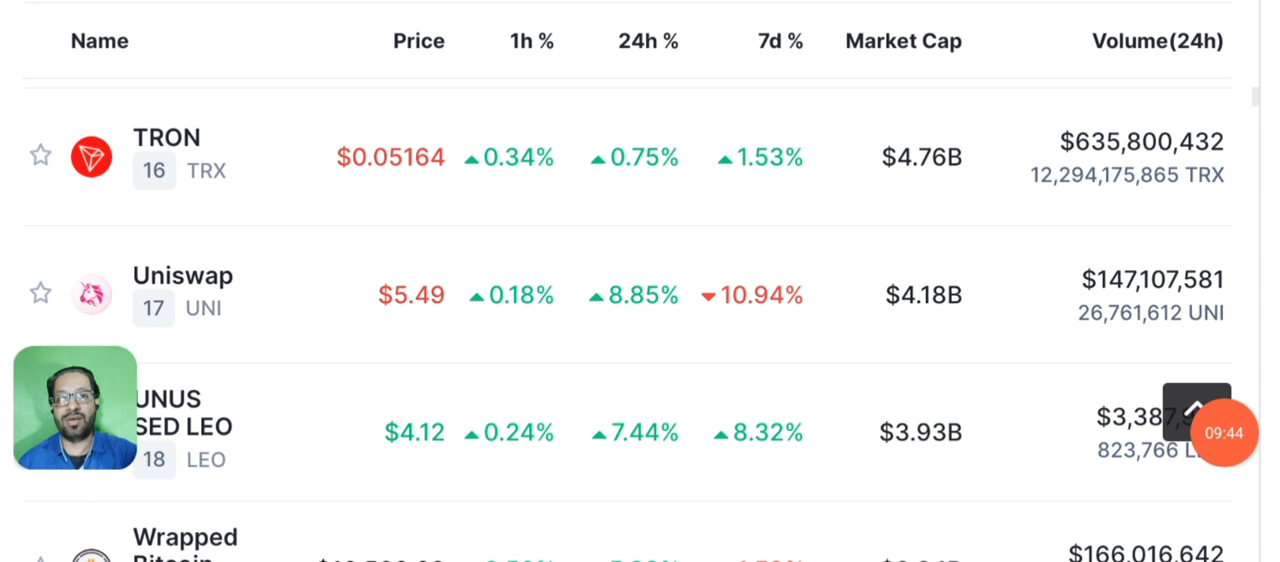 Name Price 1h % 24h % 7d % Market Cap Volume(24h)
TRON
16 TRX
$0.05164 0.34% 0.75% 1.53% $4.76B
$635,800,432
12,294,175,865 TRX
Uniswap
17 UNI
$5.49 0.18% 8.85% 10.94% $4.18B
$147,107,581
26,761,612 UNI
UNUS
SED LEO
18 LEO
$4.12 0.24% 7.44% 8.32% $3.93B
823,766
09:44
Wrapped
Bitcoin
$166,016,642